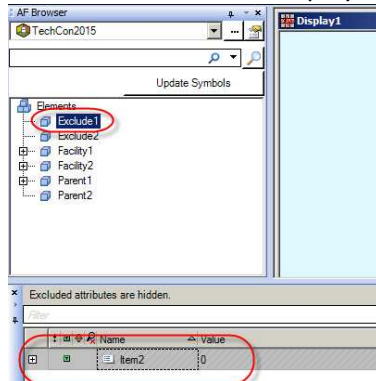 AF Browser
Display1
TechCon2015
Update Symbols
Elements
Exclude1
Exclude2
Facility1
Facility2
Parent1
Parent2
Excluded attributes are hidden.
Filter
Name Value
Item2 0